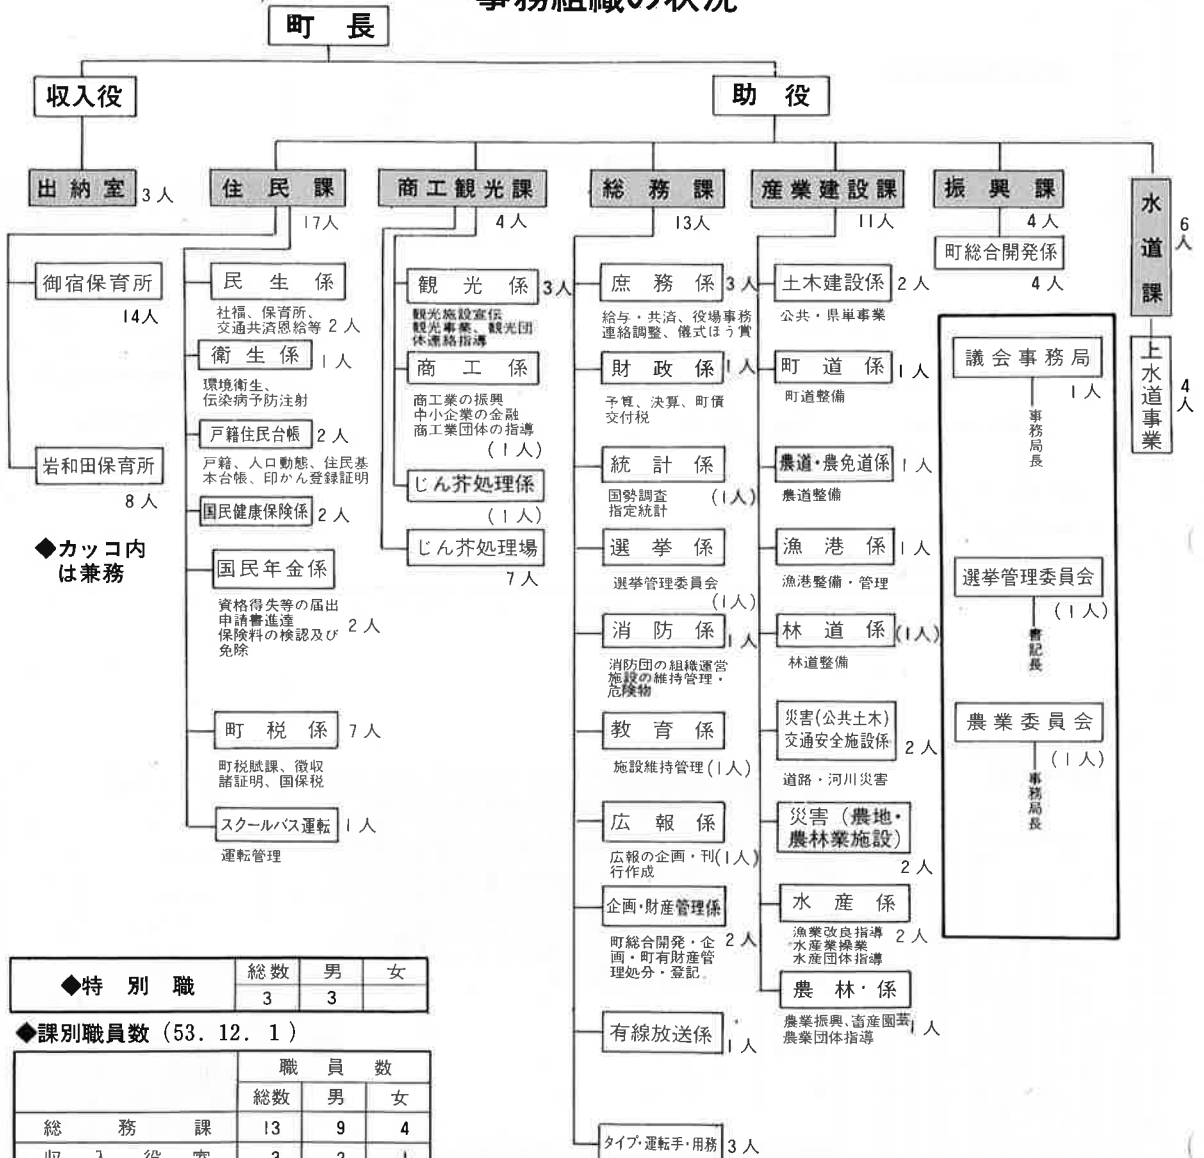 事務組織の状況
町長
収入役
助役
出納室 3人
住民課
17人
商工観光課
4人
総務課
13人
産業建設課
11人
振興課
4人
水道課
6人
御宿保育所
14人
岩和田保育所
8人
◆カッコ内
は兼務
民生係
社福、保育所、
交通共済恩給等 2人
衛生係
1人
環境衛生、
伝染病予防注射
戸籍住民台帳 2人
戸籍、人口動態、住民基
本台帳、印かん登録証明
国民健康保険係 2人
国民年金係
資格得失等の届出
申請書進達
保険料の検認及び
免除
2人
町税係 7人
町税賦課、徴収
諸証明、国保税
スクールバス運転 1人
運転管理
観光係 3人
観光施設宣伝
観光事業、観光団
体連絡指導
商工係
商工業の振興
中小企業の金融
商工業団体の指導
(1人)
じん芥処理係
(1人)
じん芥処理場
7人
庶務係 3人
給与・共済、役場事務
連絡調整、儀式ほう賞
財政係 1人
予算、決算、町債
交付税
統計係
国勢調査
指定統計
(1人)
選挙係
選挙管理委員会
(1人)
消防係 1人
消防団の組織運営
施設の維持管理・
危険物
教育係
施設維持管理 (1人)
広報係
広報の企画・刊
行作成
(1人)
企画・財産管理係
町総合開発・企
画・町有財産管
理処分・登記
2人
有線放送係
1人
タイプ・運転手・用務 3人
土木建設係 2人
公共・県単事業
町道係 1人
町道整備
農道・農免道係 1人
農道整備
漁港係 1人
漁港整備・管理
林道係 (1人)
林道整備
災害(公共土木)
交通安全施設係
2人
道路・河川災害
災害(農地・
農林業施設)
2人
水産係
漁業改良指導
水産業操業
水産団体指導
2人
農林・係
農業振興、畜産園芸
農業団体指導
1人
町総合開発係
4人
上水道事業
4人
議会事務局
1人
事務局長
選挙管理委員会
(1人)
書記長
農業委員会
(1人)
事務局長
◆特別職 総数 男 女
3 3
◆課別職員数(53.12.1)
職員数
総数 男 女
総務課 13 9 4
収入役室 3 2 1